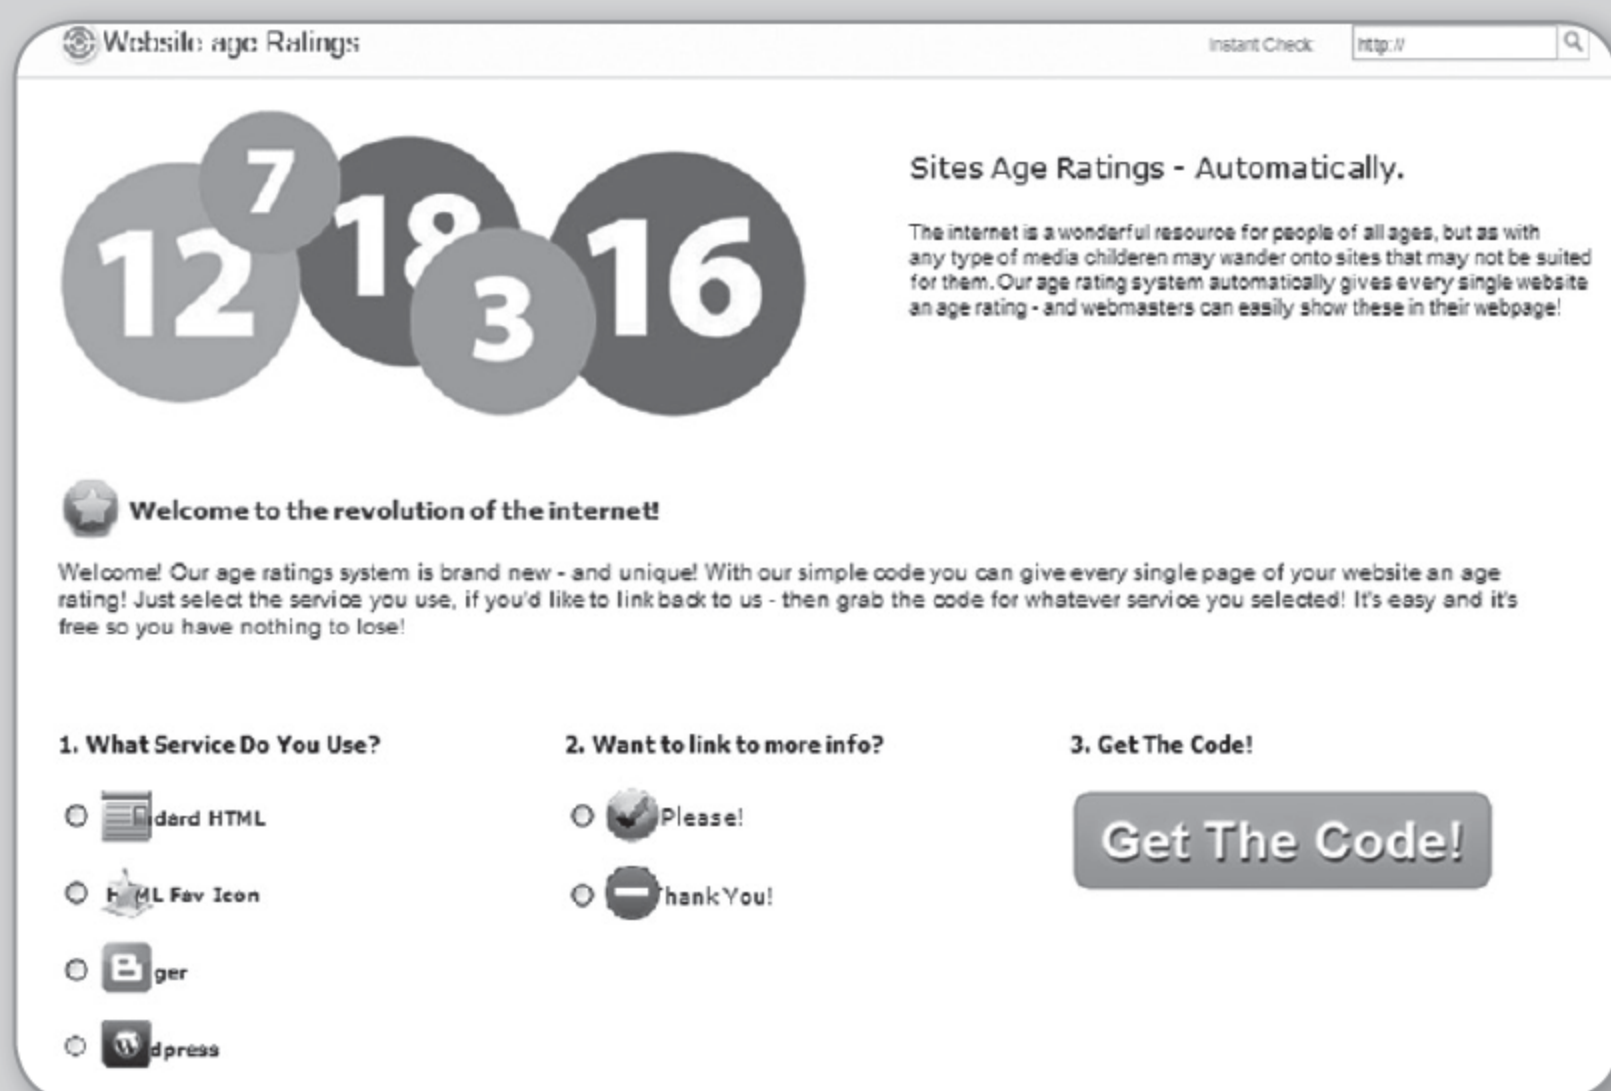 Website age Ratings
Instant Check
http://
12
7
18
3
16
Sites Age Ratings - Automatically.
The internet is a wonderful resource for people of all ages, but as with
any type of media childeren may wander onto sites that may not be suited
for them. Our age rating system automatically gives every single website
an age rating - and webmasters can easily show these in their webpage!
Welcome to the revolution of the internet!
Welcome! Our age ratings system is brand new - and unique! With our simple code you can give every single page of your website an age
rating! Just select the service you use, if you'd like to link back to us - then grab the code for whatever service you selected! It's easy and it's
free so you have nothing to lose!
1. What Service Do You Use?
dard HTML
HTML Fav Icon
B ger
W dpress
2. Want to link to more info?
Please!
hank You!
3. Get The Code!
Get The Code!